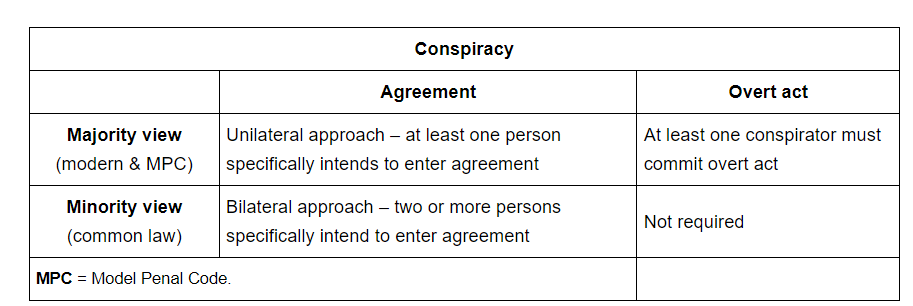 Conspiracy
Agreement
Overt act
Majority view
(modern & MPC)
Unilateral approach – at least one person
specifically intends to enter agreement
At least one conspirator must
commit overt act
Minority view
(common law)
Bilateral approach – two or more persons
specifically intend to enter agreement
Not required
MPC = Model Penal Code.